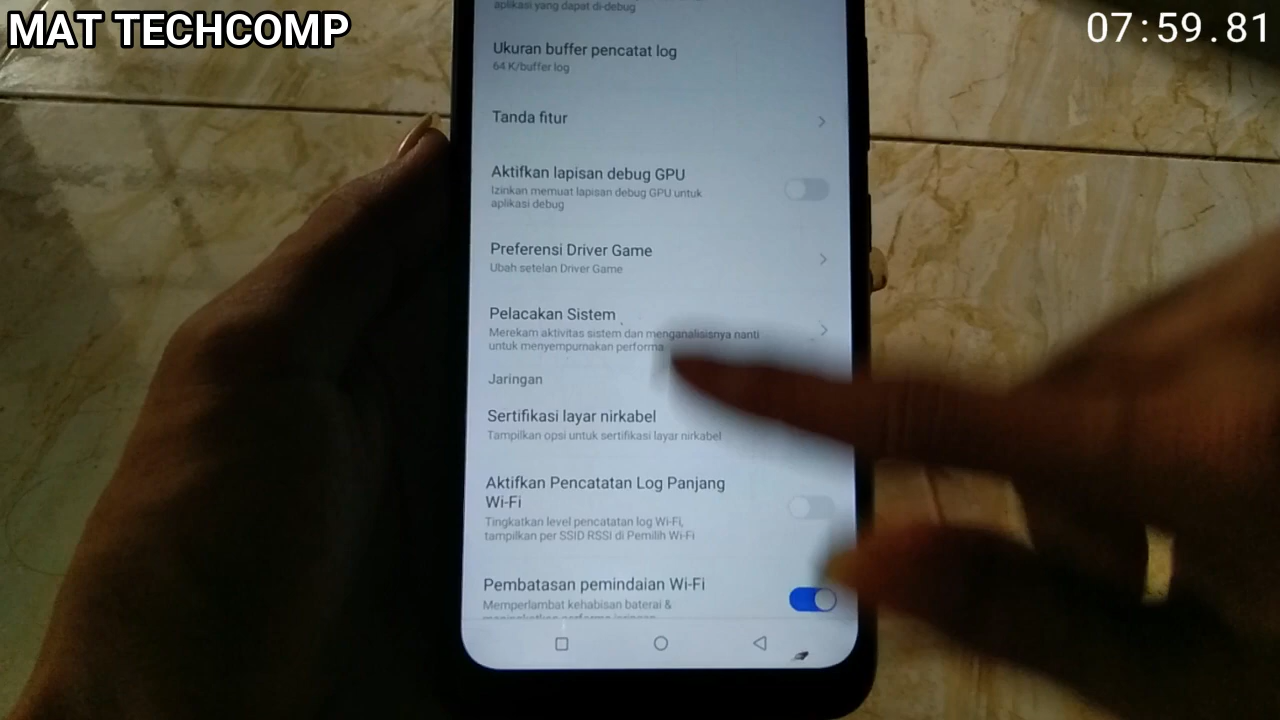 MAT TECHCOMP
07:59.81
aplikasi yang dapat di-debug
Ukuran buffer pencatat log
64 K/buffer log
Tanda fitur
Aktifkan lapisan debug GPU
Izinkan memuat lapisan debug GPU untuk
aplikasi debug
Preferensi Driver Game
Ubah setelan Driver Game
Pelacakan Sistem
Merekam aktivitas sistem dan menganalisisnya nanti
untuk menyempurnakan performa
Jaringan
Sertifikasi layar nirkabel
Tampilkan opsi untuk sertifikasi layar nirkabel
Aktifkan Pencatatan Log Panjang
Wi-Fi
Tingkatkan level pencatatan log Wi-Fi,
tampilkan per SSID RSSI di Pemilih Wi-Fi
Pembatasan pemindaian Wi-Fi
Memperlambat kehabisan baterai &